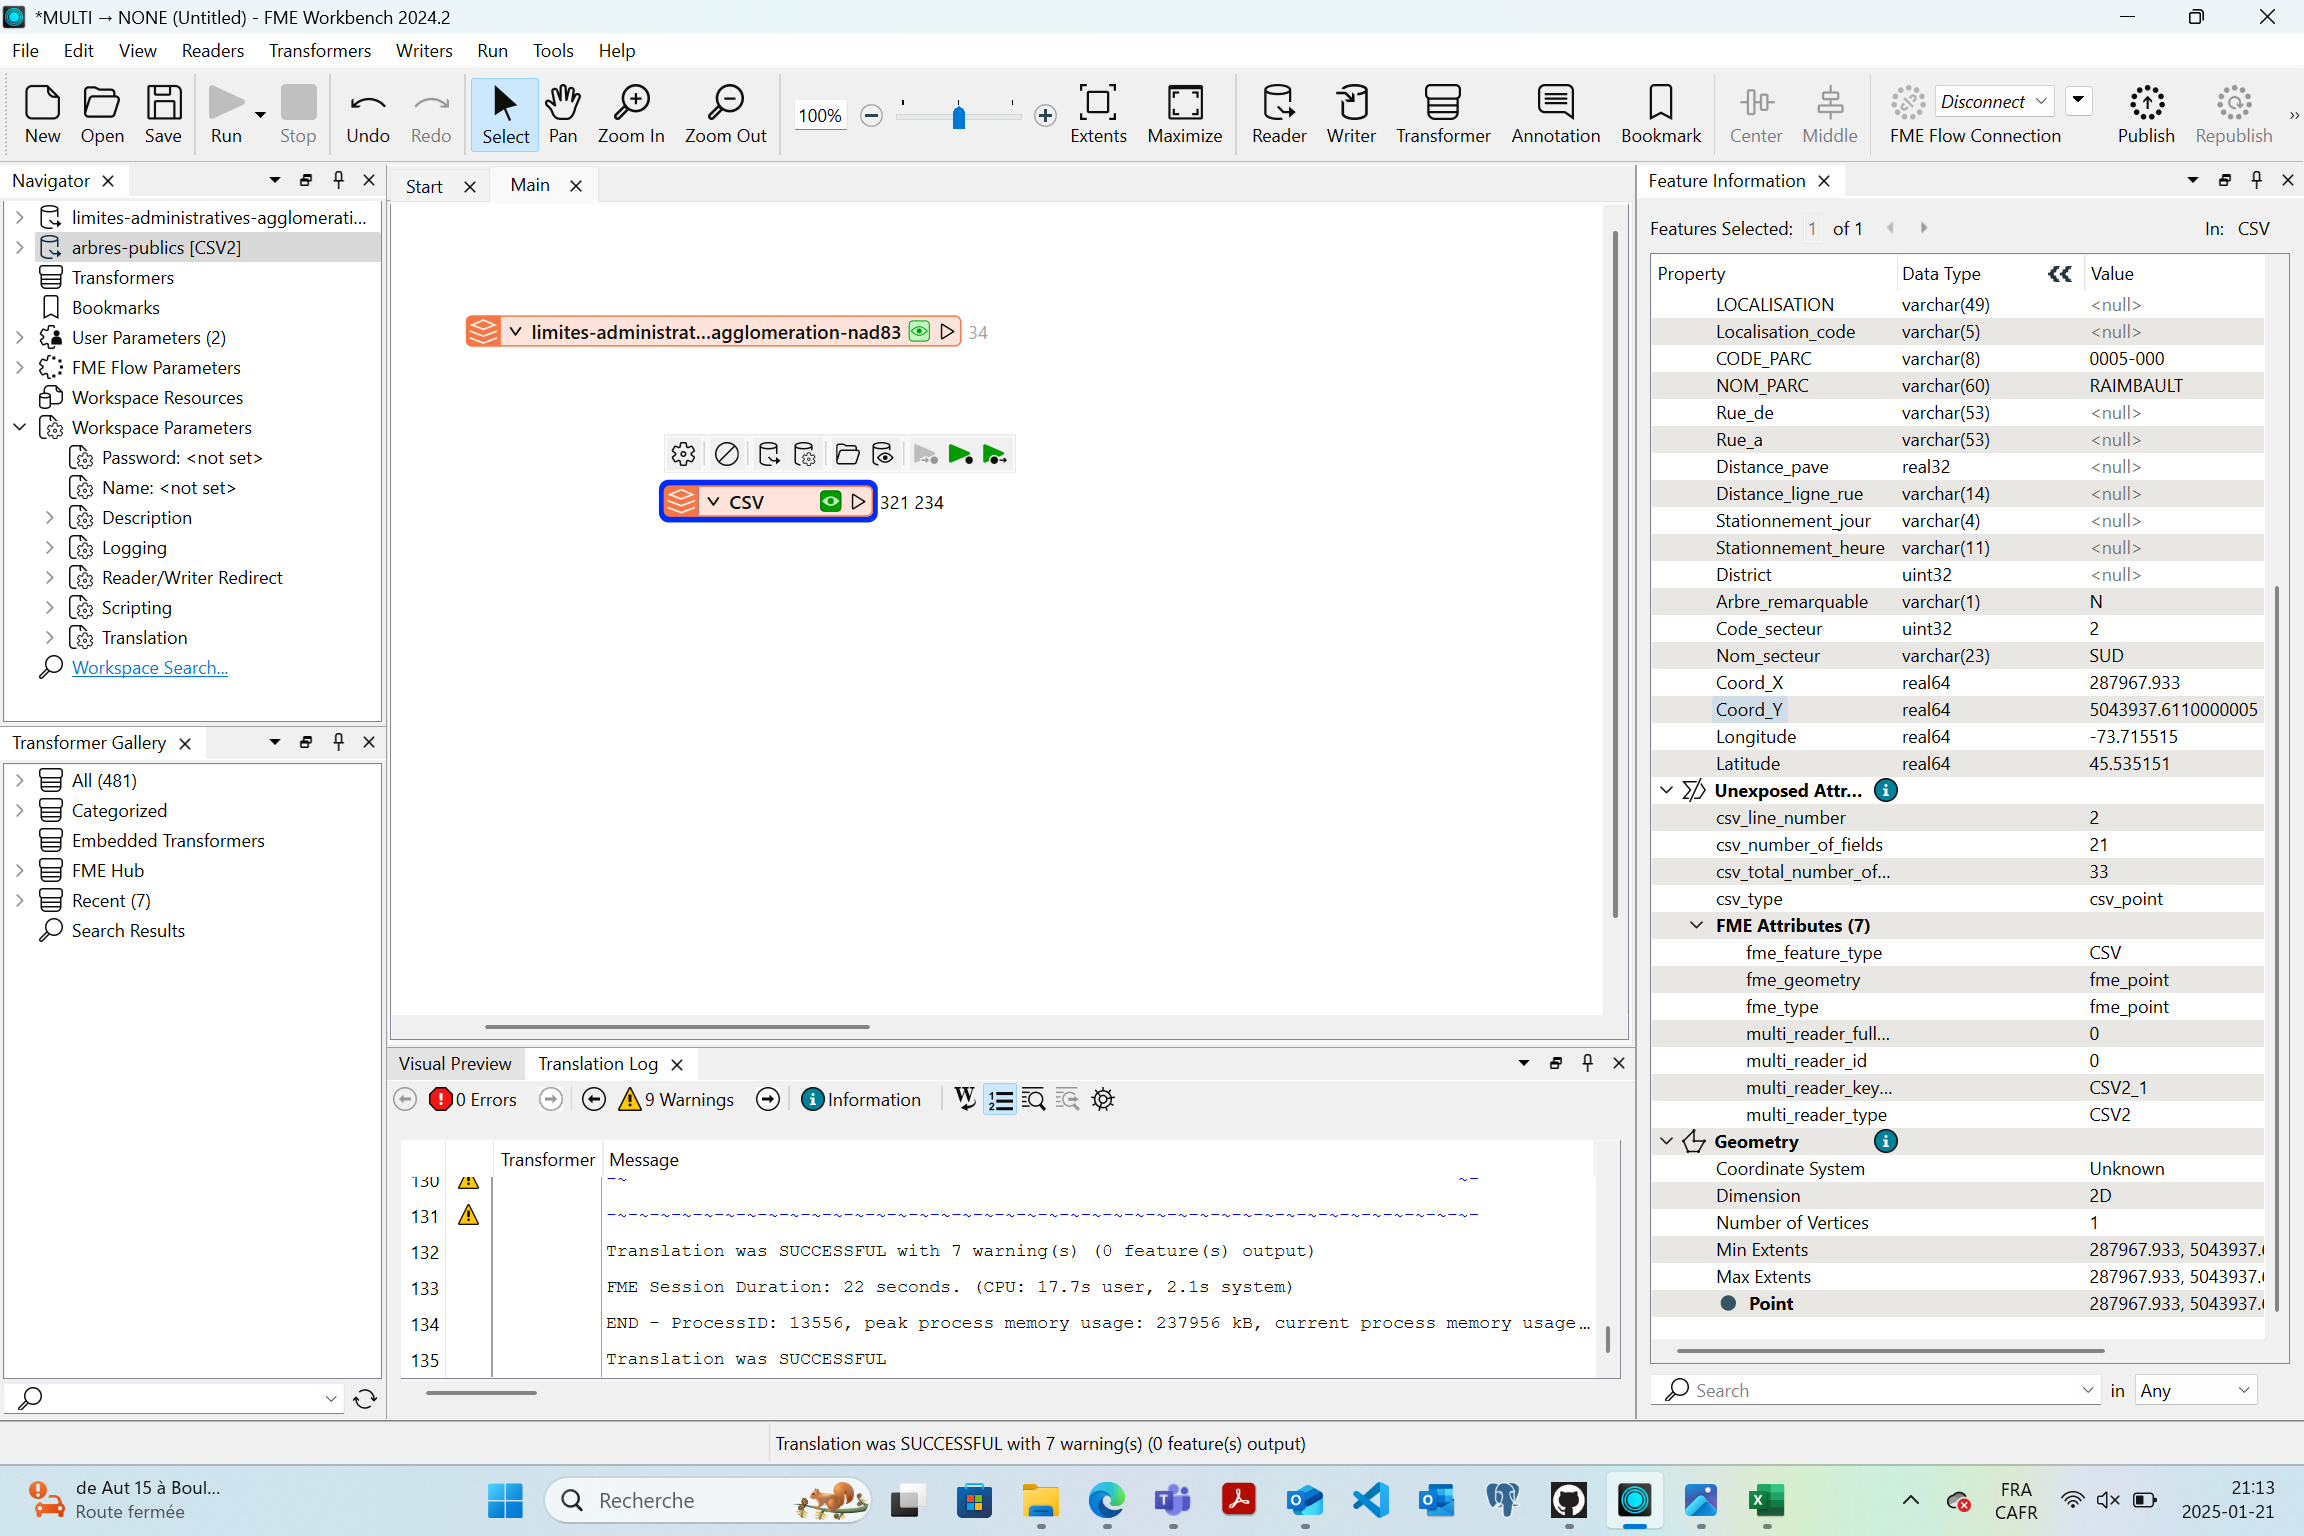 *MULTI → NONE (Untitled) - FME Workbench 2024.2
File Edit View Readers Transformers Writers Run Tools Help
New Open Save Run Stop Undo Redo Select Pan Zoom In Zoom Out 100% Extents Maximize Reader Writer Transformer Annotation Bookmark Center Middle Disconnect FME Flow Connection Publish Republish »
Navigator
limites-administratives-agglomerati...
arbres-publics [CSV2]
Transformers
Bookmarks
User Parameters (2)
FME Flow Parameters
Workspace Resources
Workspace Parameters
Password: <not set>
Name: <not set>
Description
Logging
Reader/Writer Redirect
Scripting
Translation
Workspace Search...
Transformer Gallery
All (481)
Categorized
Embedded Transformers
FME Hub
Recent (7)
Search Results
Start Main
limites-administrat...agglomeration-nad83 34
CSV 321 234
Visual Preview Translation Log
0 Errors 9 Warnings Information
Transformer Message
130 -~ ~-
131 -~-~-~-~-~-~-~-~-~-~-~-~-~-~-~-~-~-~-~-~-~-~-~-~-~-~-~-~-~-~-~-~-~-~-~-~-~-~-~-~-
132 Translation was SUCCESSFUL with 7 warning(s) (0 feature(s) output)
133 FME Session Duration: 22 seconds. (CPU: 17.7s user, 2.1s system)
134 END - ProcessID: 13556, peak process memory usage: 237956 kB, current process memory usage...
135 Translation was SUCCESSFUL
Feature Information
Features Selected: 1 of 1 In: CSV
Property Data Type Value
LOCALISATION varchar(49) <null>
Localisation_code varchar(5) <null>
CODE_PARC varchar(8) 0005-000
NOM_PARC varchar(60) RAIMBAULT
Rue_de varchar(53) <null>
Rue_a varchar(53) <null>
Distance_pave real32 <null>
Distance_ligne_rue varchar(14) <null>
Stationnement_jour varchar(4) <null>
Stationnement_heure varchar(11) <null>
District uint32 <null>
Arbre_remarquable varchar(1) N
Code_secteur uint32 2
Nom_secteur varchar(23) SUD
Coord_X real64 287967.933
Coord_Y real64 5043937.6110000005
Longitude real64 -73.715515
Latitude real64 45.535151
Unexposed Attr...
csv_line_number 2
csv_number_of_fields 21
csv_total_number_of... 33
csv_type csv_point
FME Attributes (7)
fme_feature_type CSV
fme_geometry fme_point
fme_type fme_point
multi_reader_full... 0
multi_reader_id 0
multi_reader_key... CSV2_1
multi_reader_type CSV2
Geometry
Coordinate System Unknown
Dimension 2D
Number of Vertices 1
Min Extents 287967.933, 5043937.
Max Extents 287967.933, 5043937.
Point 287967.933, 5043937.
Search in Any
Translation was SUCCESSFUL with 7 warning(s) (0 feature(s) output)
de Aut 15 à Boul...
Route fermée
Recherche
FRA
CAFR
21:13
2025-01-21